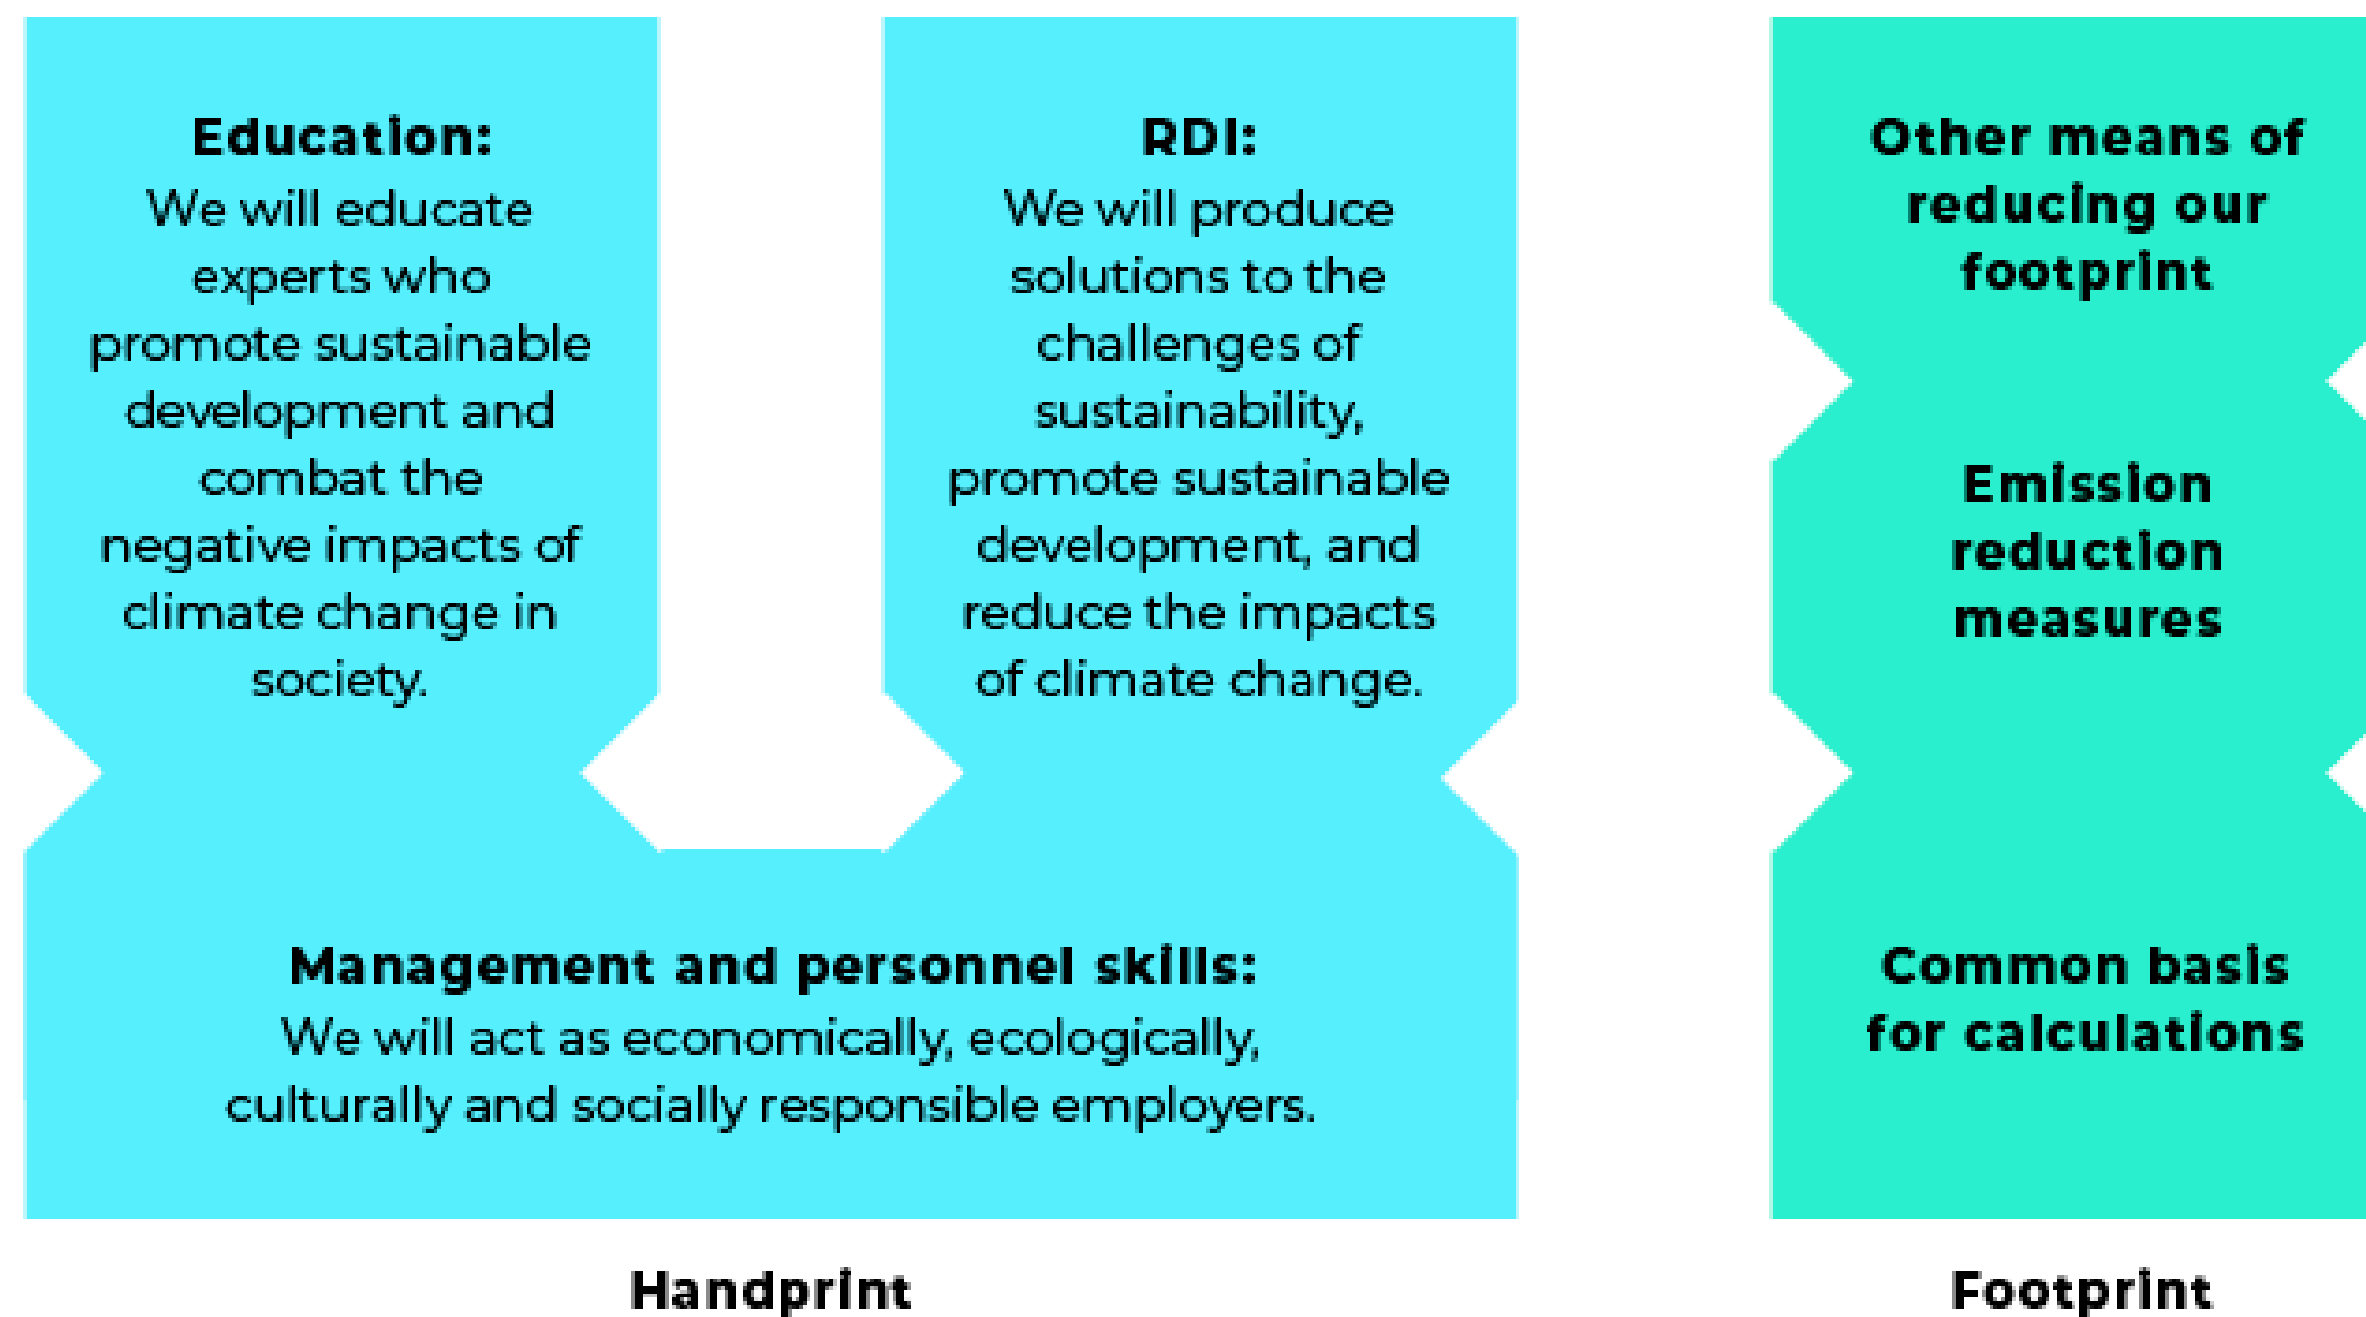 Education:
We will educate
experts who
promote sustainable
development and
combat the
negative impacts of
climate change in
society.
RDI:
We will produce
solutions to the
challenges of
sustainability,
promote sustainable
development, and
reduce the impacts
of climate change.
Management and personnel skills:
We will act as economically, ecologically,
culturally and socially responsible employers.
Handprint
Other means of
reducing our
footprint
Emission
reduction
measures
Common basis
for calculations
Footprint